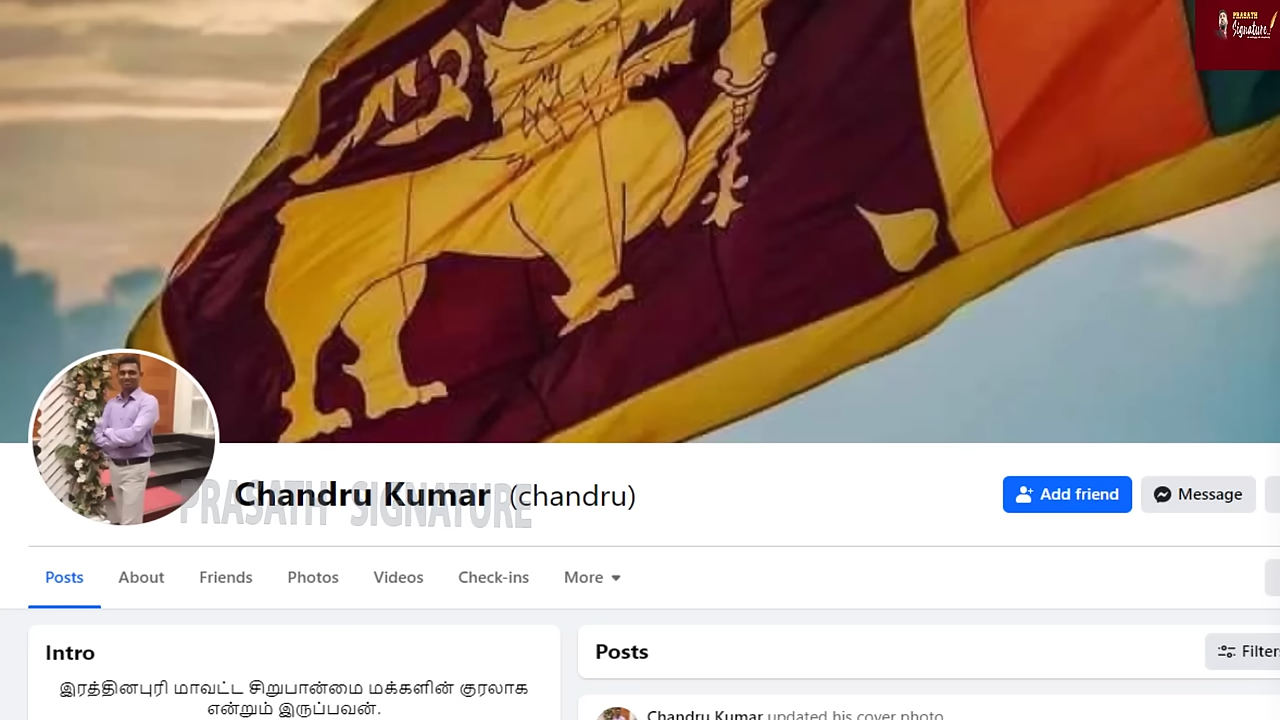 PRASATH
Signature
Chandru Kumar (chandru)
PRASATH SIGNATURE
Add friend
Message
Posts
About
Friends
Photos
Videos
Check-ins
More
Intro
இரத்தினபுரி மாவட்ட சிறுபான்மை மக்களின் குரலாக
என்றும் இருப்பவன்.
Posts
Filter
Chandru Kumar updated his cover photo